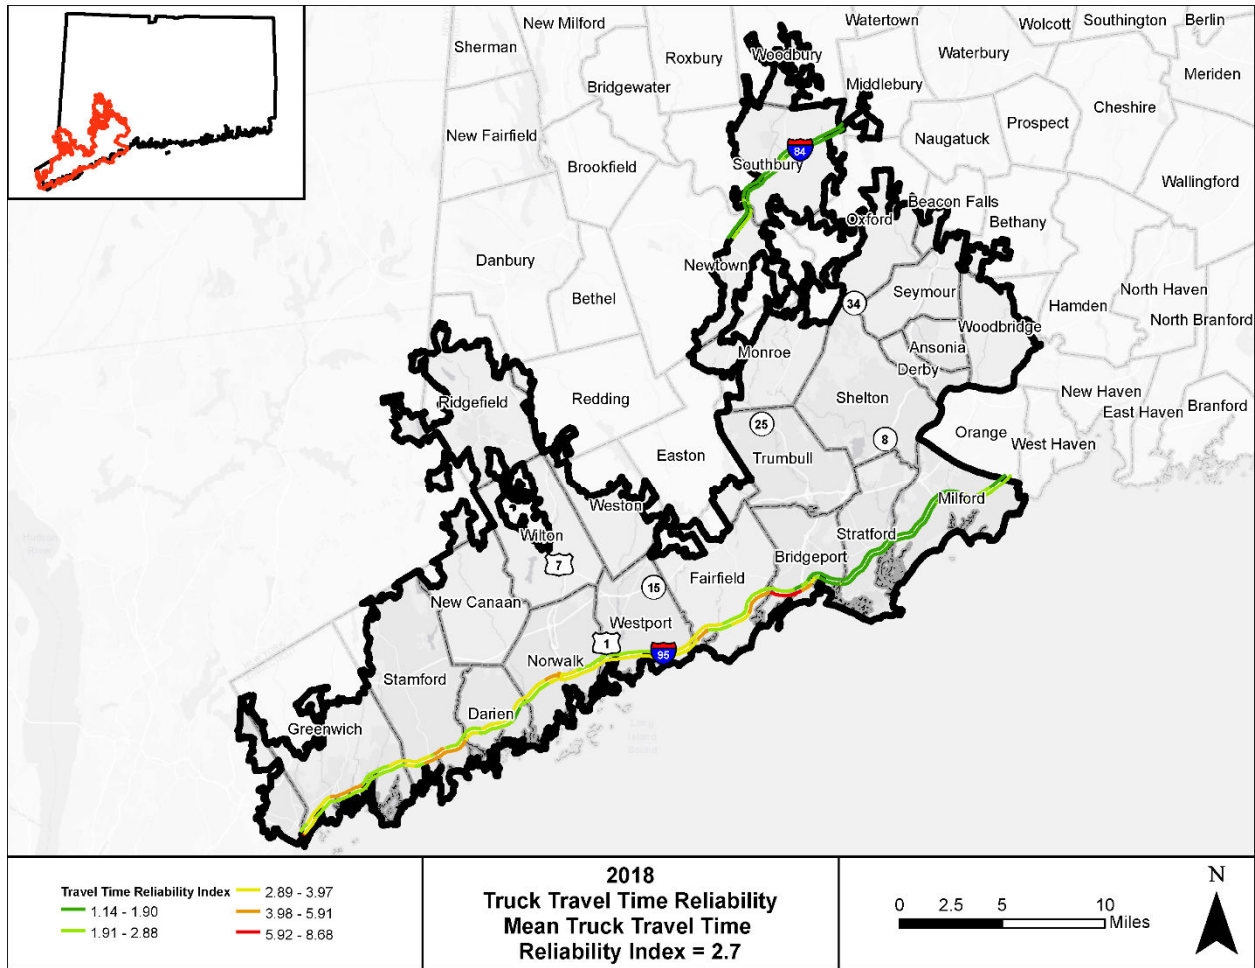 New Milford
Watertown
Wolcott
Southington
Berlin
Sherman
Roxbury
Woodbury
Waterbury
Meriden
Bridgewater
Middlebury
Cheshire
New Fairfield
Prospect
Naugatuck
84
Brookfield
Southbury
Wallingford
Beacon Falls
Oxford
Bethany
Danbury
Newtown
Bethel
Seymour
North Haven
Hamden
34
Woodbridge
North Branford
Monroe
Ansonia
Derby
New Haven
Ridgefield
Redding
Shelton
East Haven
Branford
25
Orange
8
West Haven
Easton
Trumbull
Milford
Weston
Wilton
Stratford
Bridgeport
7
Fairfield
15
New Canaan
Westport
1
95
Norwalk
Stamford
Darien
Greenwich
Travel Time Reliability Index
1.14 - 1.90
1.91 - 2.88
2.89 - 3.97
3.98 - 5.91
5.92 - 8.68
2018
Truck Travel Time Reliability
Mean Truck Travel Time
Reliability Index = 2.7
0 2.5 5 10
Miles
N